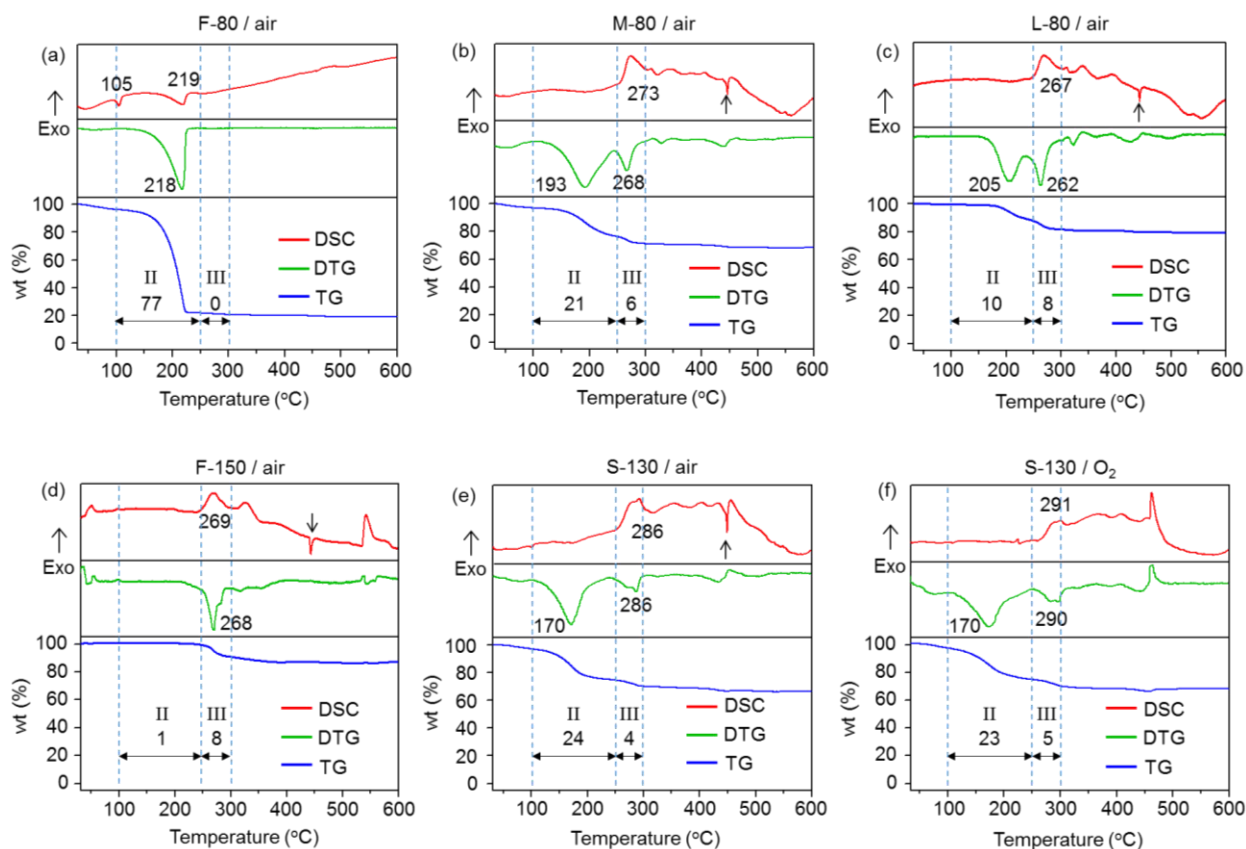 F-80 / air
(a)
105
219
Exo
218
100
80
60
40
20
0
wt (%)
II
77
III
0
DSC
DTG
TG
100 200 300 400 500 600
Temperature (°C)
M-80 / air
(b)
273
Exo
193
268
100
80
60
40
20
0
wt (%)
II
21
III
6
DSC
DTG
TG
100 200 300 400 500 600
Temperature (°C)
L-80 / air
(c)
267
Exo
205
262
100
80
60
40
20
0
wt (%)
II
10
III
8
DSC
DTG
TG
100 200 300 400 500 600
Temperature (°C)
F-150 / air
(d)
269
Exo
268
100
80
60
40
20
0
wt (%)
II
1
III
8
DSC
DTG
TG
100 200 300 400 500 600
Temperature (°C)
S-130 / air
(e)
286
Exo
170
286
100
80
60
40
20
0
wt (%)
II
24
III
4
DSC
DTG
TG
100 200 300 400 500 600
Temperature (°C)
S-130 / O₂
(f)
291
Exo
170
290
100
80
60
40
20
0
wt (%)
II
23
III
5
DSC
DTG
TG
100 200 300 400 500 600
Temperature (°C)